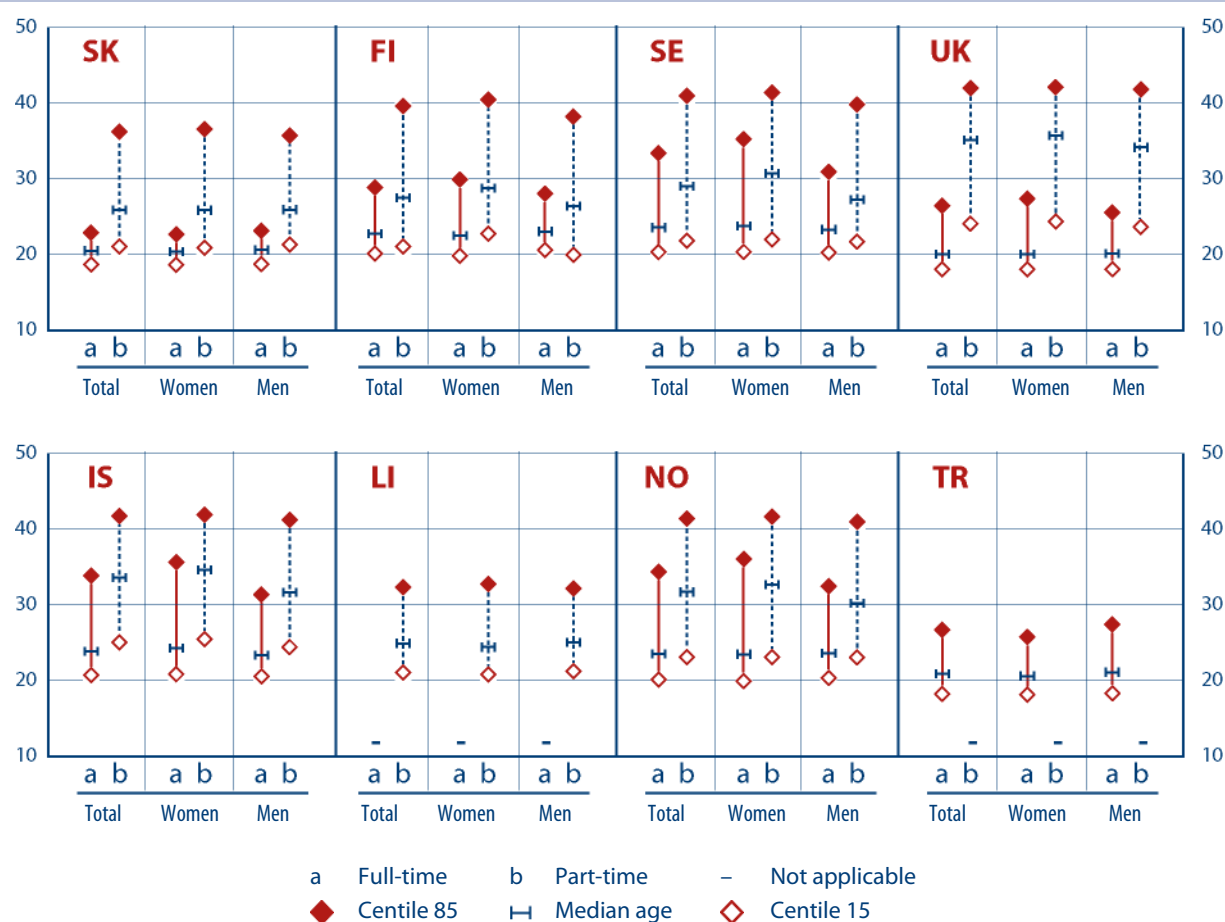 50 SK FI SE UK 50
40 40
30 30
20 20
10 10
a b a b a b a b a b a b a b a b a b a b a b a b
Total Women Men Total Women Men Total Women Men Total Women Men
50 IS LI NO TR 50
40 40
30 30
20 20
- - - - - -
10 10
a b a b a b a b a b a b a b a b a b a b a b a b
Total Women Men Total Women Men Total Women Men Total Women Men
a Full-time b Part-time – Not applicable
Centile 85 Median age Centile 15